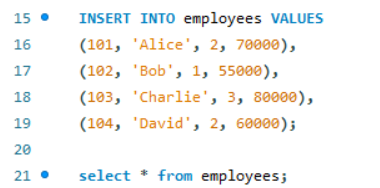 15 INSERT INTO employees VALUES
16 (101, 'Alice', 2, 70000),
17 (102, 'Bob', 1, 55000),
18 (103, 'Charlie', 3, 80000),
19 (104, 'David', 2, 60000);
20
21 select * from employees;